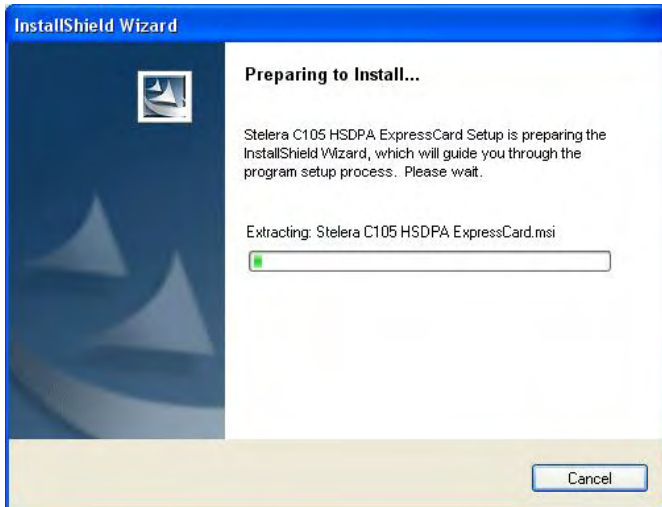 InstallShield Wizard
Preparing to Install...
Stelera C105 HSDPA ExpressCard Setup is preparing the
InstallShield Wizard, which will guide you through the
program setup process. Please wait.
Extracting: Stelera C105 HSDPA ExpressCard.msi
Cancel